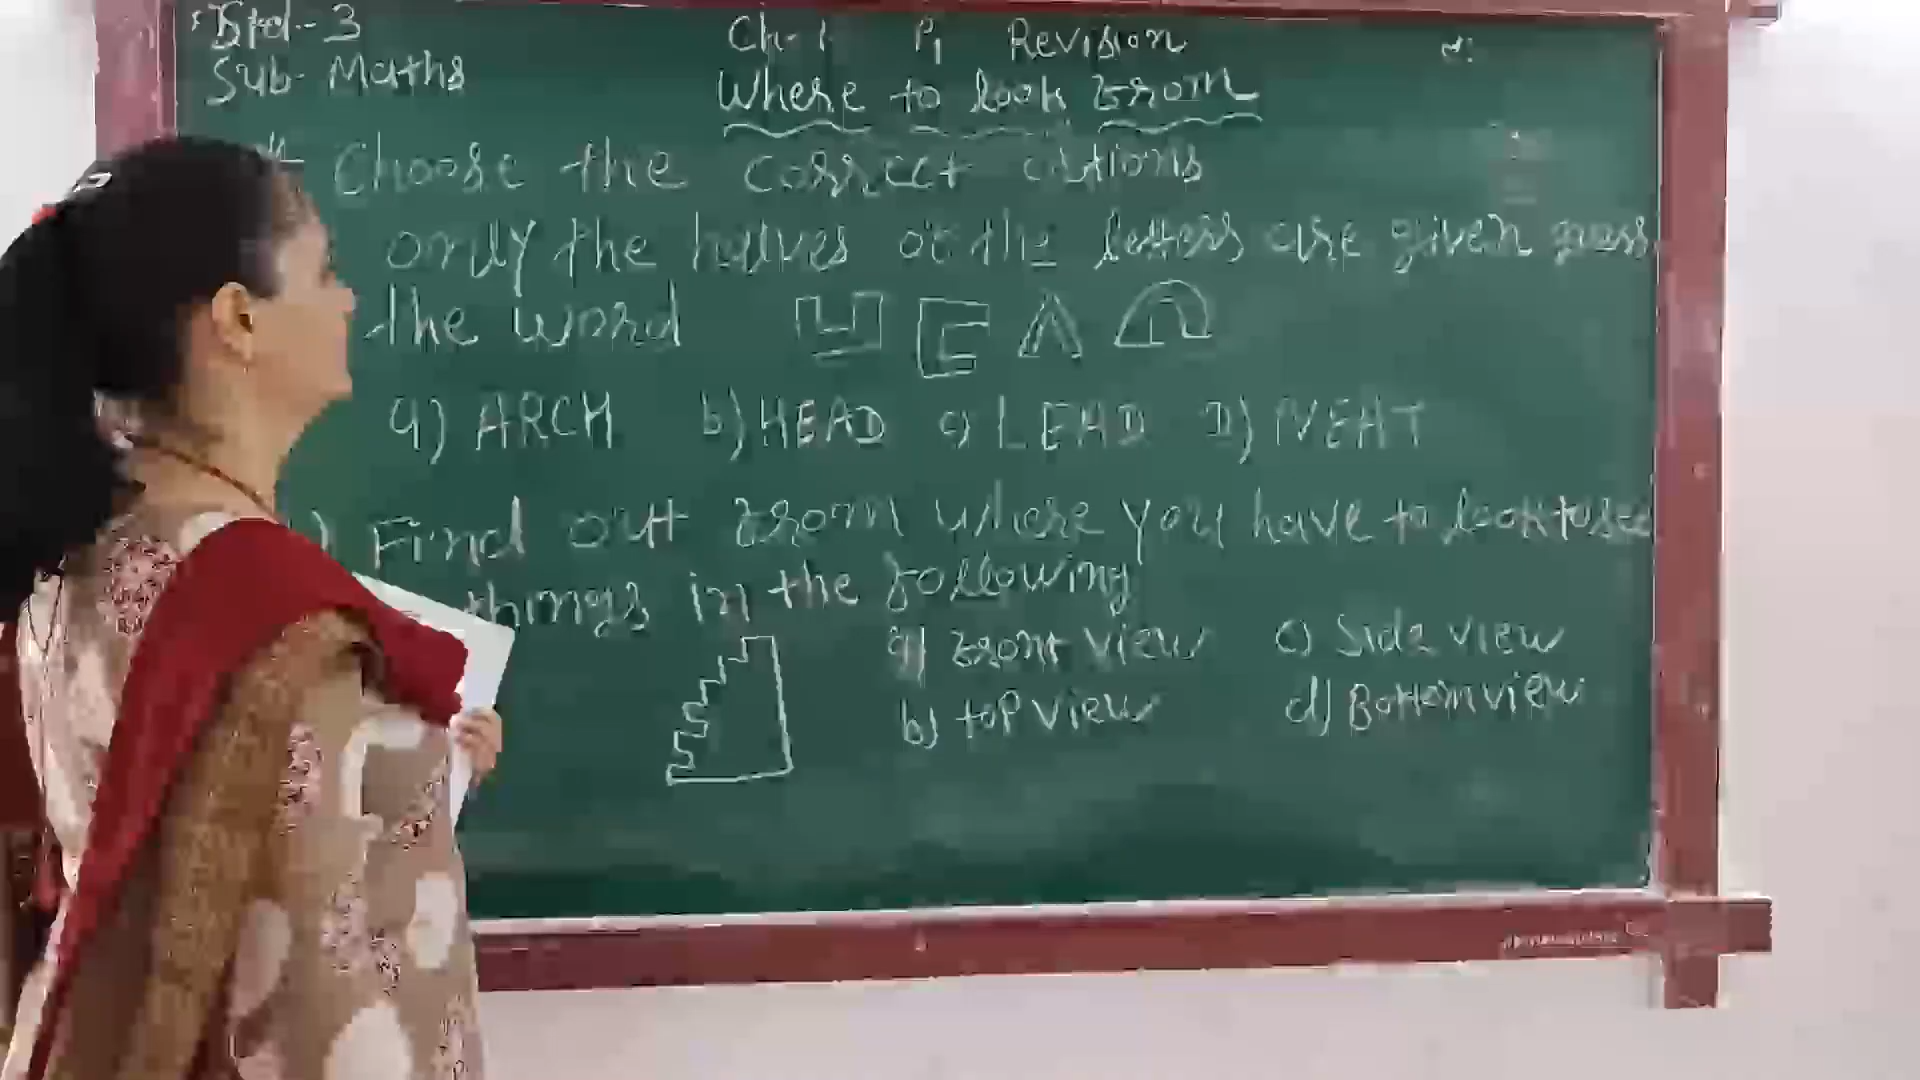 Std-3
Sub- Maths
Ch-1 P1 Revision
Where to look from
Choose the correct
only the halves of the letters are given guess
the word
a) ARCH b) HEAD c) LEAD D) NEAT
Find out from where you have to look to see
things in the following
a) front view c) Side view
b) top view d) Bottom view